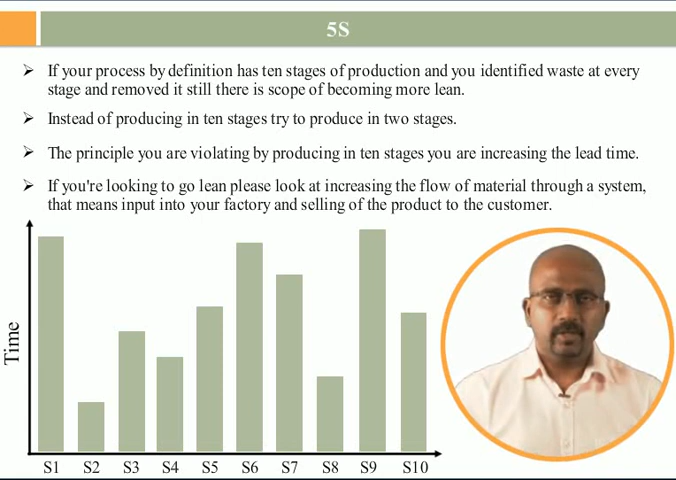 5S
➢ If your process by definition has ten stages of production and you identified waste at every
stage and removed it still there is scope of becoming more lean.
➢ Instead of producing in ten stages try to produce in two stages.
➢ The principle you are violating by producing in ten stages you are increasing the lead time.
➢ If you're looking to go lean please look at increasing the flow of material through a system,
that means input into your factory and selling of the product to the customer.
Time
S1 S2 S3 S4 S5 S6 S7 S8 S9 S10